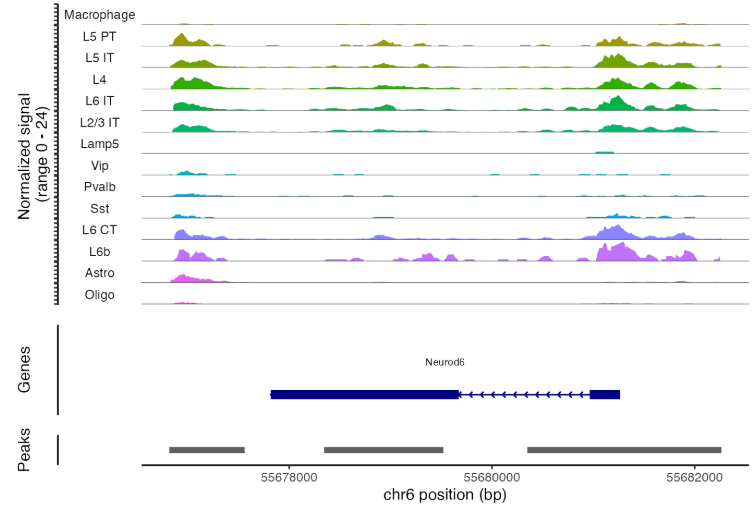 Normalized signal
(range 0 - 24)
Macrophage
L5 PT
L5 IT
L4
L6 IT
L2/3 IT
Lamp5
Vip
Pvalb
Sst
L6 CT
L6b
Astro
Oligo
Genes
Neurod6
Peaks
55678000
55680000
55682000
chr6 position (bp)